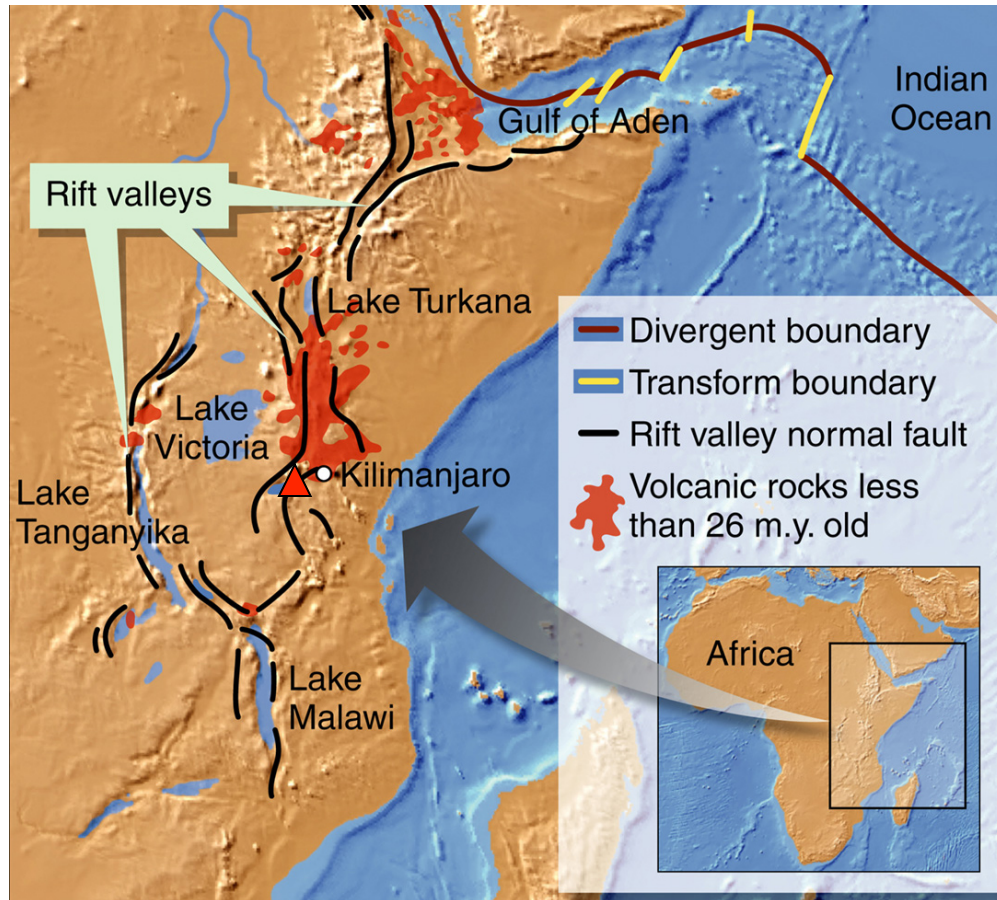 Indian
Ocean
Gulf of Aden
Rift valleys
Lake Turkana
Divergent boundary
Transform boundary
Rift valley normal fault
Volcanic rocks less
than 26 m.y. old
Lake
Victoria
Kilimanjaro
Lake
Tanganyika
Lake
Malawi
Africa